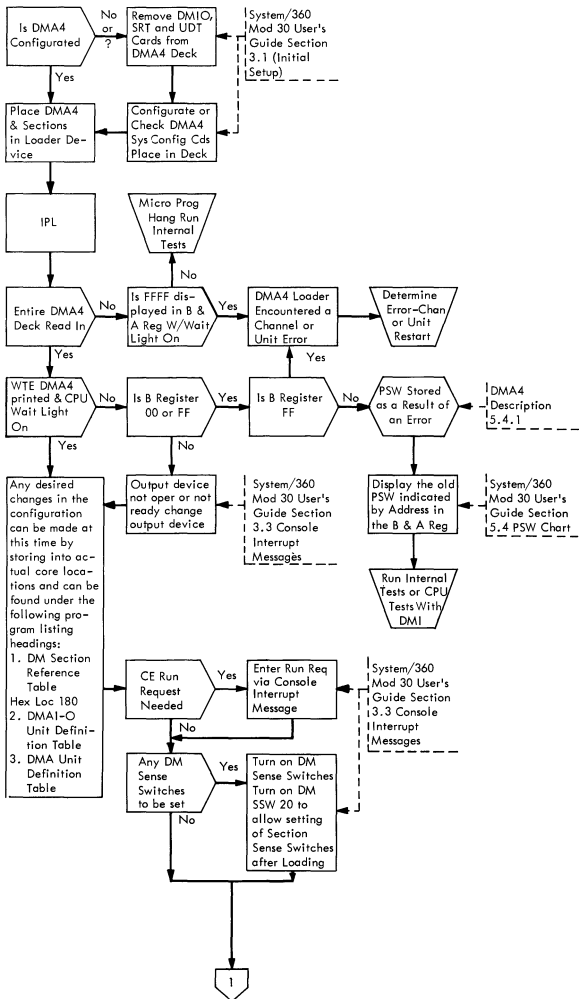 Is DMA4
Configurated
No
or
?
Remove DMIO,
SRT and UDT
Cards from
DMA4 Deck
System/360
Mod 30 User's
Guide Section
3.1 (Initial
Setup)
Yes
Place DMA4
& Sections
in Loader De-
vice
Configurate or
Check DMA4
Sys Config Cds
Place in Deck
IPL
Micro Prog
Hang Run
Internal
Tests
No
Entire DMA4
Deck Read In
No
Is FFFF dis-
played in B &
A Reg W/Wait
Light On
Yes
DMA4 Loader
Encountered a
Channel or
Unit Error
Determine
Error-Chan
or Unit
Restart
Yes
Yes
WTE DMA4
printed & CPU
Wait Light
On
No
Is B Register
00 or FF
Yes
Is B Register
FF
No
PSW Stored
as a Result of
an Error
DMA4
Description
5.4.1
Yes
No
Any desired
changes in the
configuration
can be made at
this time by
storing into ac-
tual core loca-
tions and can be
found under the
following pro-
gram listing
headings:
1. DM Section
Reference
Table
Hex Loc 180
2. DMA1-O
Unit Defini-
tion Table
3. DMA Unit
Definition
Table
Output device
not oper or not
ready change
output device
System/360
Mod 30 User's
Guide Section
3.3 Console
Interrupt
Messages
Display the old
PSW indicated
by Address in
the B & A Reg
System/360
Mod 30 User's
Guide Section
5.4 PSW Chart
Run Internal
Tests or CPU
Tests With
DMI
CE Run
Request
Needed
Yes
Enter Run Req
via Console
Interrupt
Message
System/360
Mod 30 User's
Guide Section
3.3 Console
Interrupt
Messages
No
Any DM
Sense
Switches
to be set
Yes
Turn on DM
Sense Switches
Turn on DM
SSW 20 to
allow setting
of Section
Sense Switches
after Loading
No
1